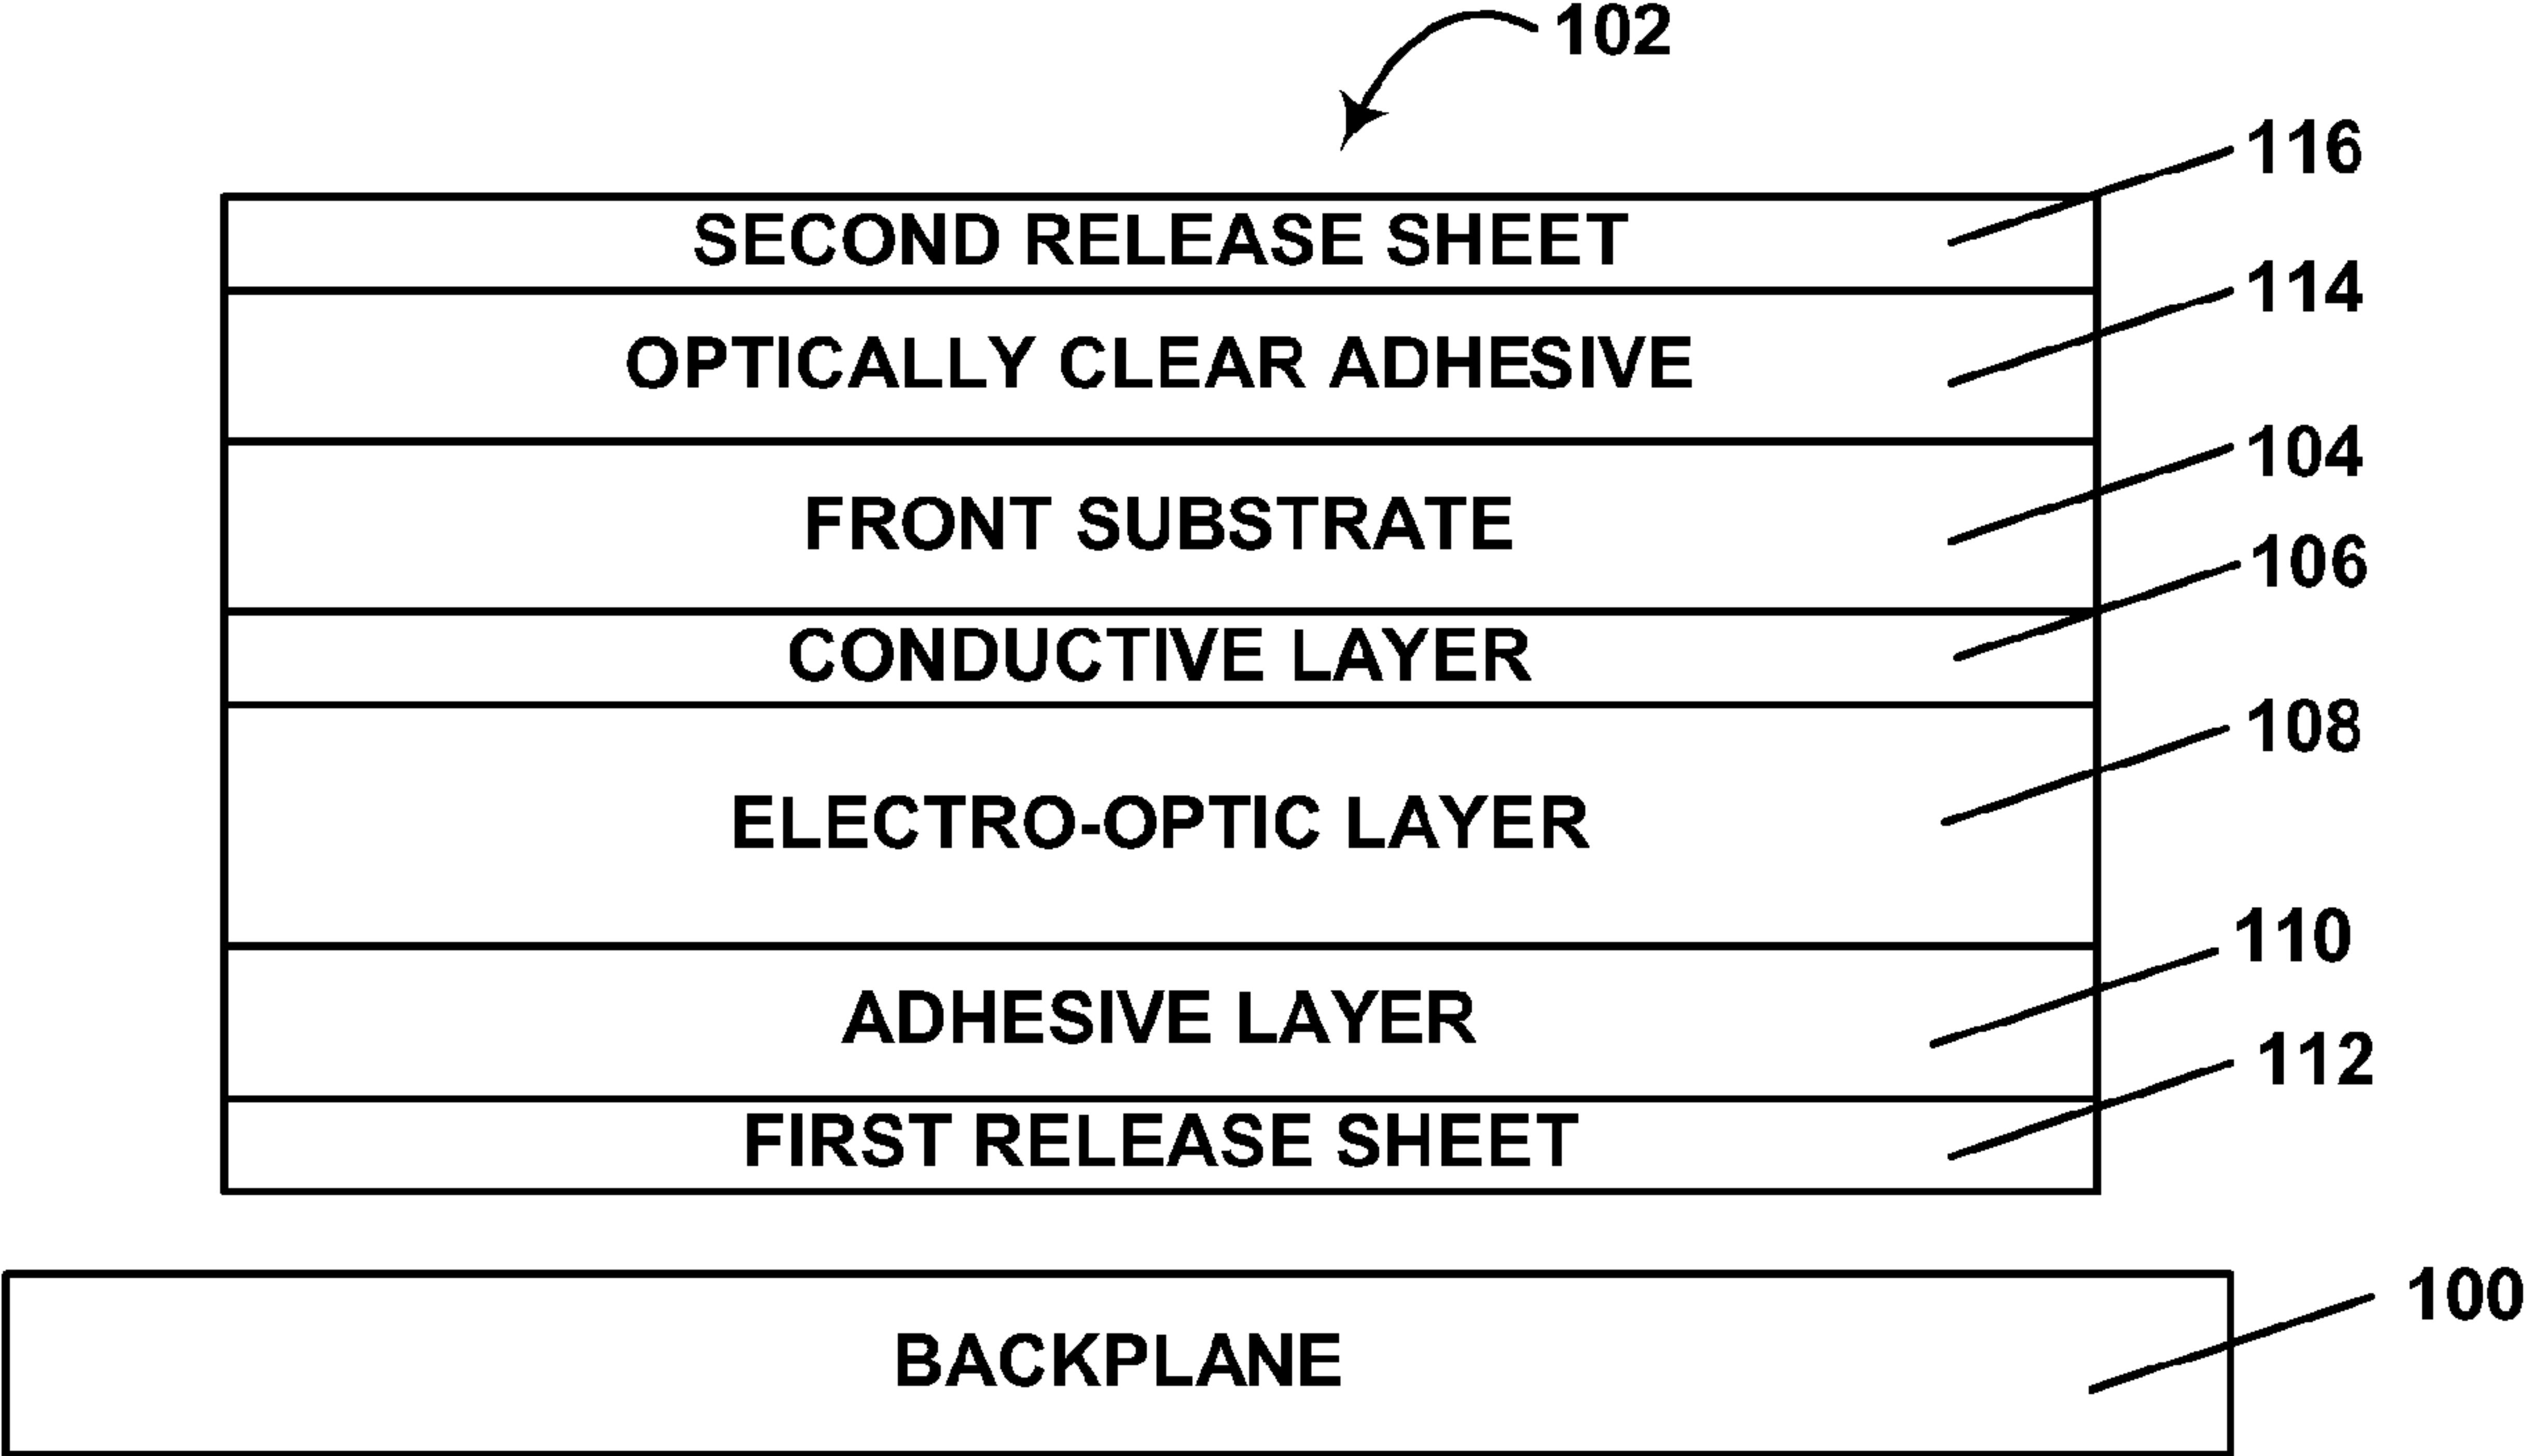 102
116
SECOND RELEASE SHEET
114
OPTICALLY CLEAR ADHESIVE
104
FRONT SUBSTRATE
106
CONDUCTIVE LAYER
108
ELECTRO-OPTIC LAYER
110
ADHESIVE LAYER
112
FIRST RELEASE SHEET
100
BACKPLANE